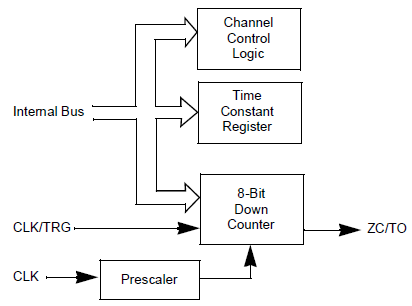 Channel
Control
Logic
Internal Bus
Time
Constant
Register
8-Bit
Down
Counter
CLK/TRG
ZC/TO
CLK
Prescaler